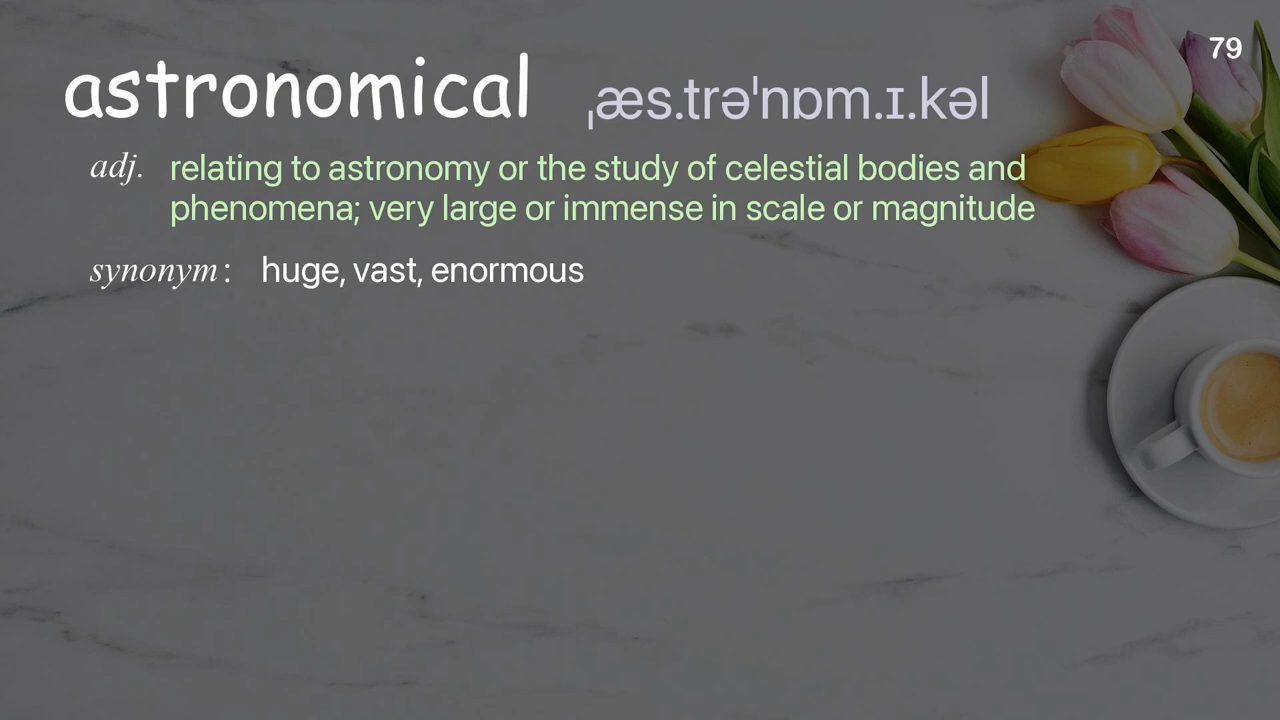 79
astronomical ˌæs.trəˈnɒm.ɪ.kəl
adj. relating to astronomy or the study of celestial bodies and
phenomena; very large or immense in scale or magnitude
synonym: huge, vast, enormous